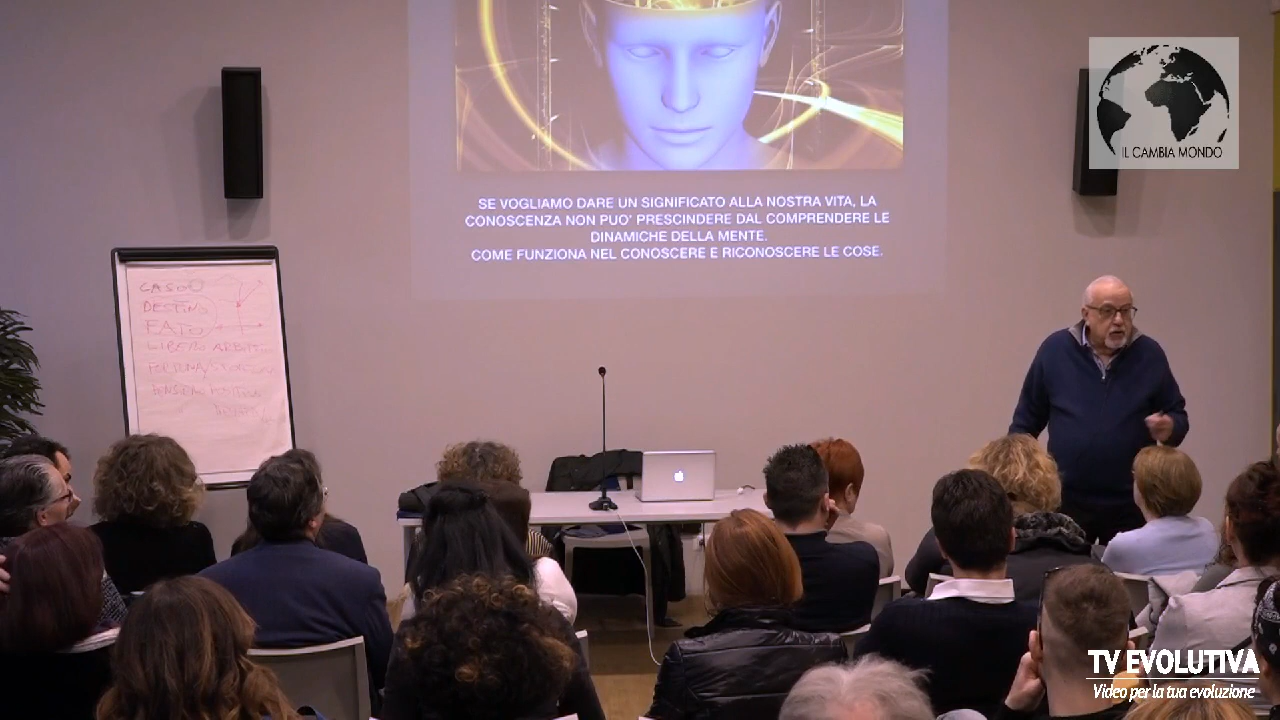 SE VOGLIAMO DARE UN SIGNIFICATO ALLA NOSTRA VITA, LA
CONOSCENZA NON PUO' PRESCINDERE DAL COMPRENDERE LE
DINAMICHE DELLA MENTE.
COME FUNZIONA NEL CONOSCERE E RICONOSCERE LE COSE.
IL CAMBIA MONDO
CASO
DESTINO
FATO
LIBERO
TV EVOLUTIVA
Video per la tua evoluzione